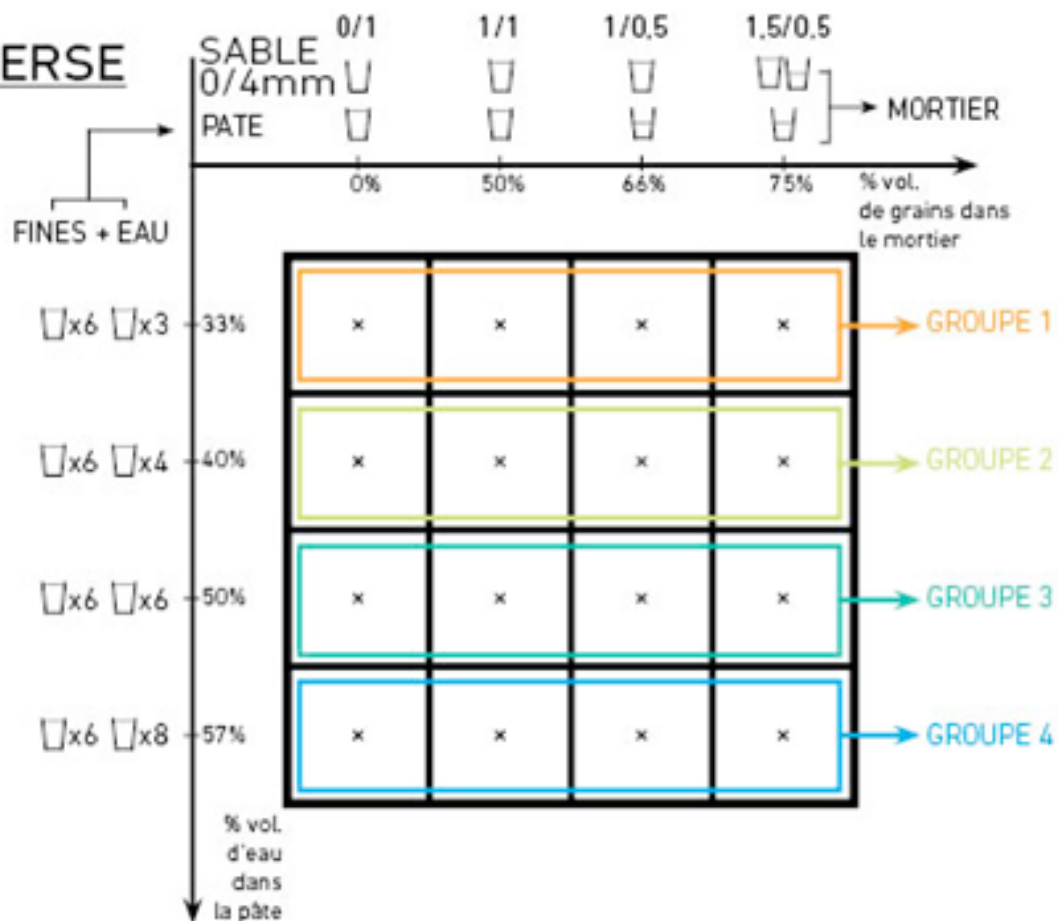 ERSE
SABLE
0/4mm
0/1 1/1 1/0,5 1,5/0,5
PATE
MORTIER
0% 50% 66% 75%
% vol.
de grains dans
le mortier
FINES + EAU
x6 x3 33% GROUPE 1
x6 x4 40% GROUPE 2
x6 x6 50% GROUPE 3
x6 x8 57% GROUPE 4
% vol.
d'eau
dans
la pâte